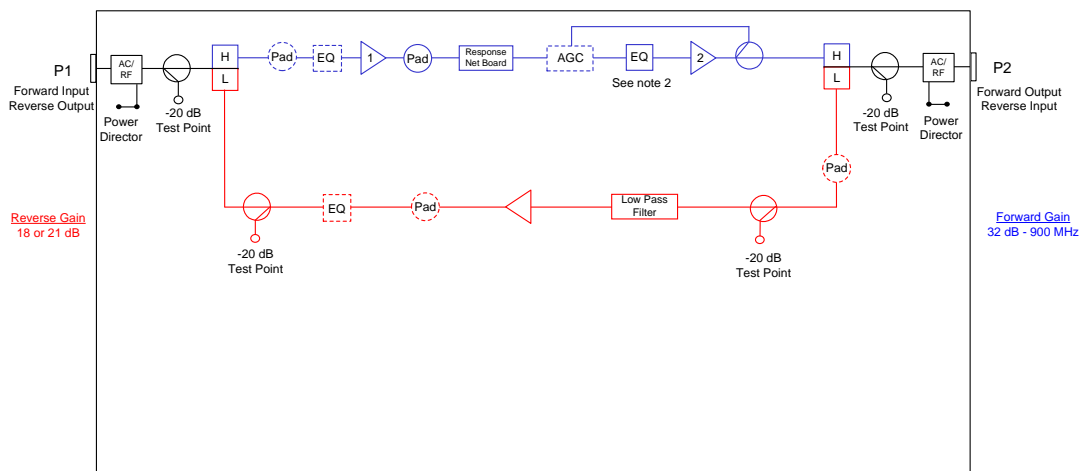 P1
Forward Input
Reverse Output
AC/
RF
Power
Director
-20 dB
Test Point
H
L
Pad
EQ
1
Pad
Response
Net Board
AGC
EQ
See note 2
2
H
L
-20 dB
Test Point
AC/
RF
Power
Director
P2
Forward Output
Reverse Input
Pad
Reverse Gain
18 or 21 dB
-20 dB
Test Point
EQ
Pad
Low Pass
Filter
-20 dB
Test Point
Forward Gain
32 dB - 900 MHz